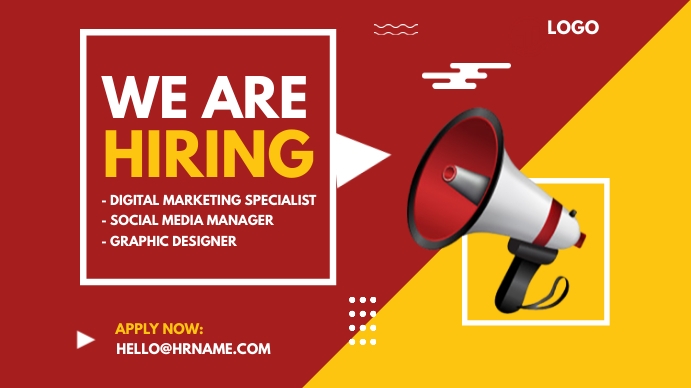 LOGO
WE ARE
HIRING
- DIGITAL MARKETING SPECIALIST
- SOCIAL MEDIA MANAGER
- GRAPHIC DESIGNER
APPLY NOW:
HELLO@HRNAME.COM